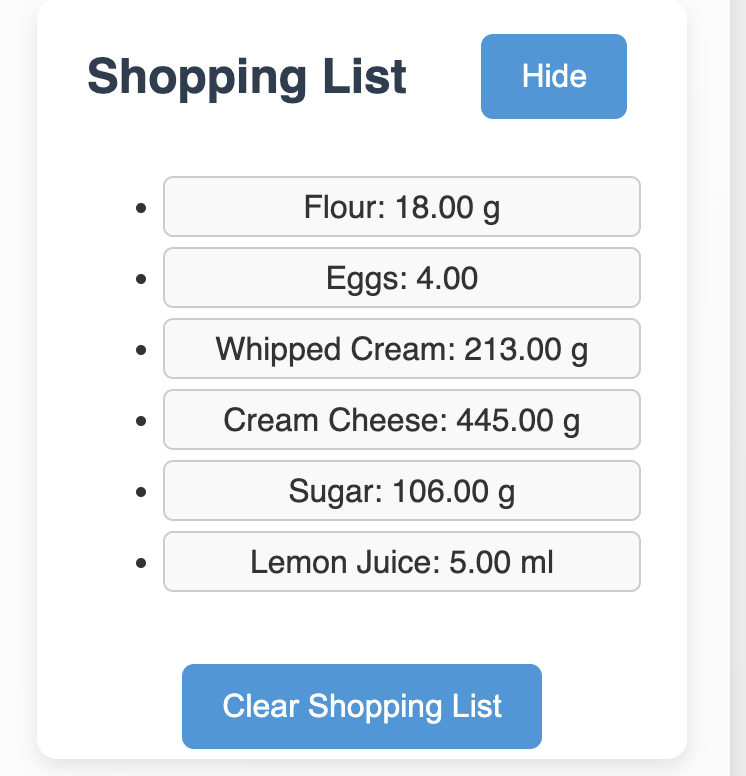 Shopping List
Hide
Flour: 18.00 g
Eggs: 4.00
Whipped Cream: 213.00 g
Cream Cheese: 445.00 g
Sugar: 106.00 g
Lemon Juice: 5.00 ml
Clear Shopping List